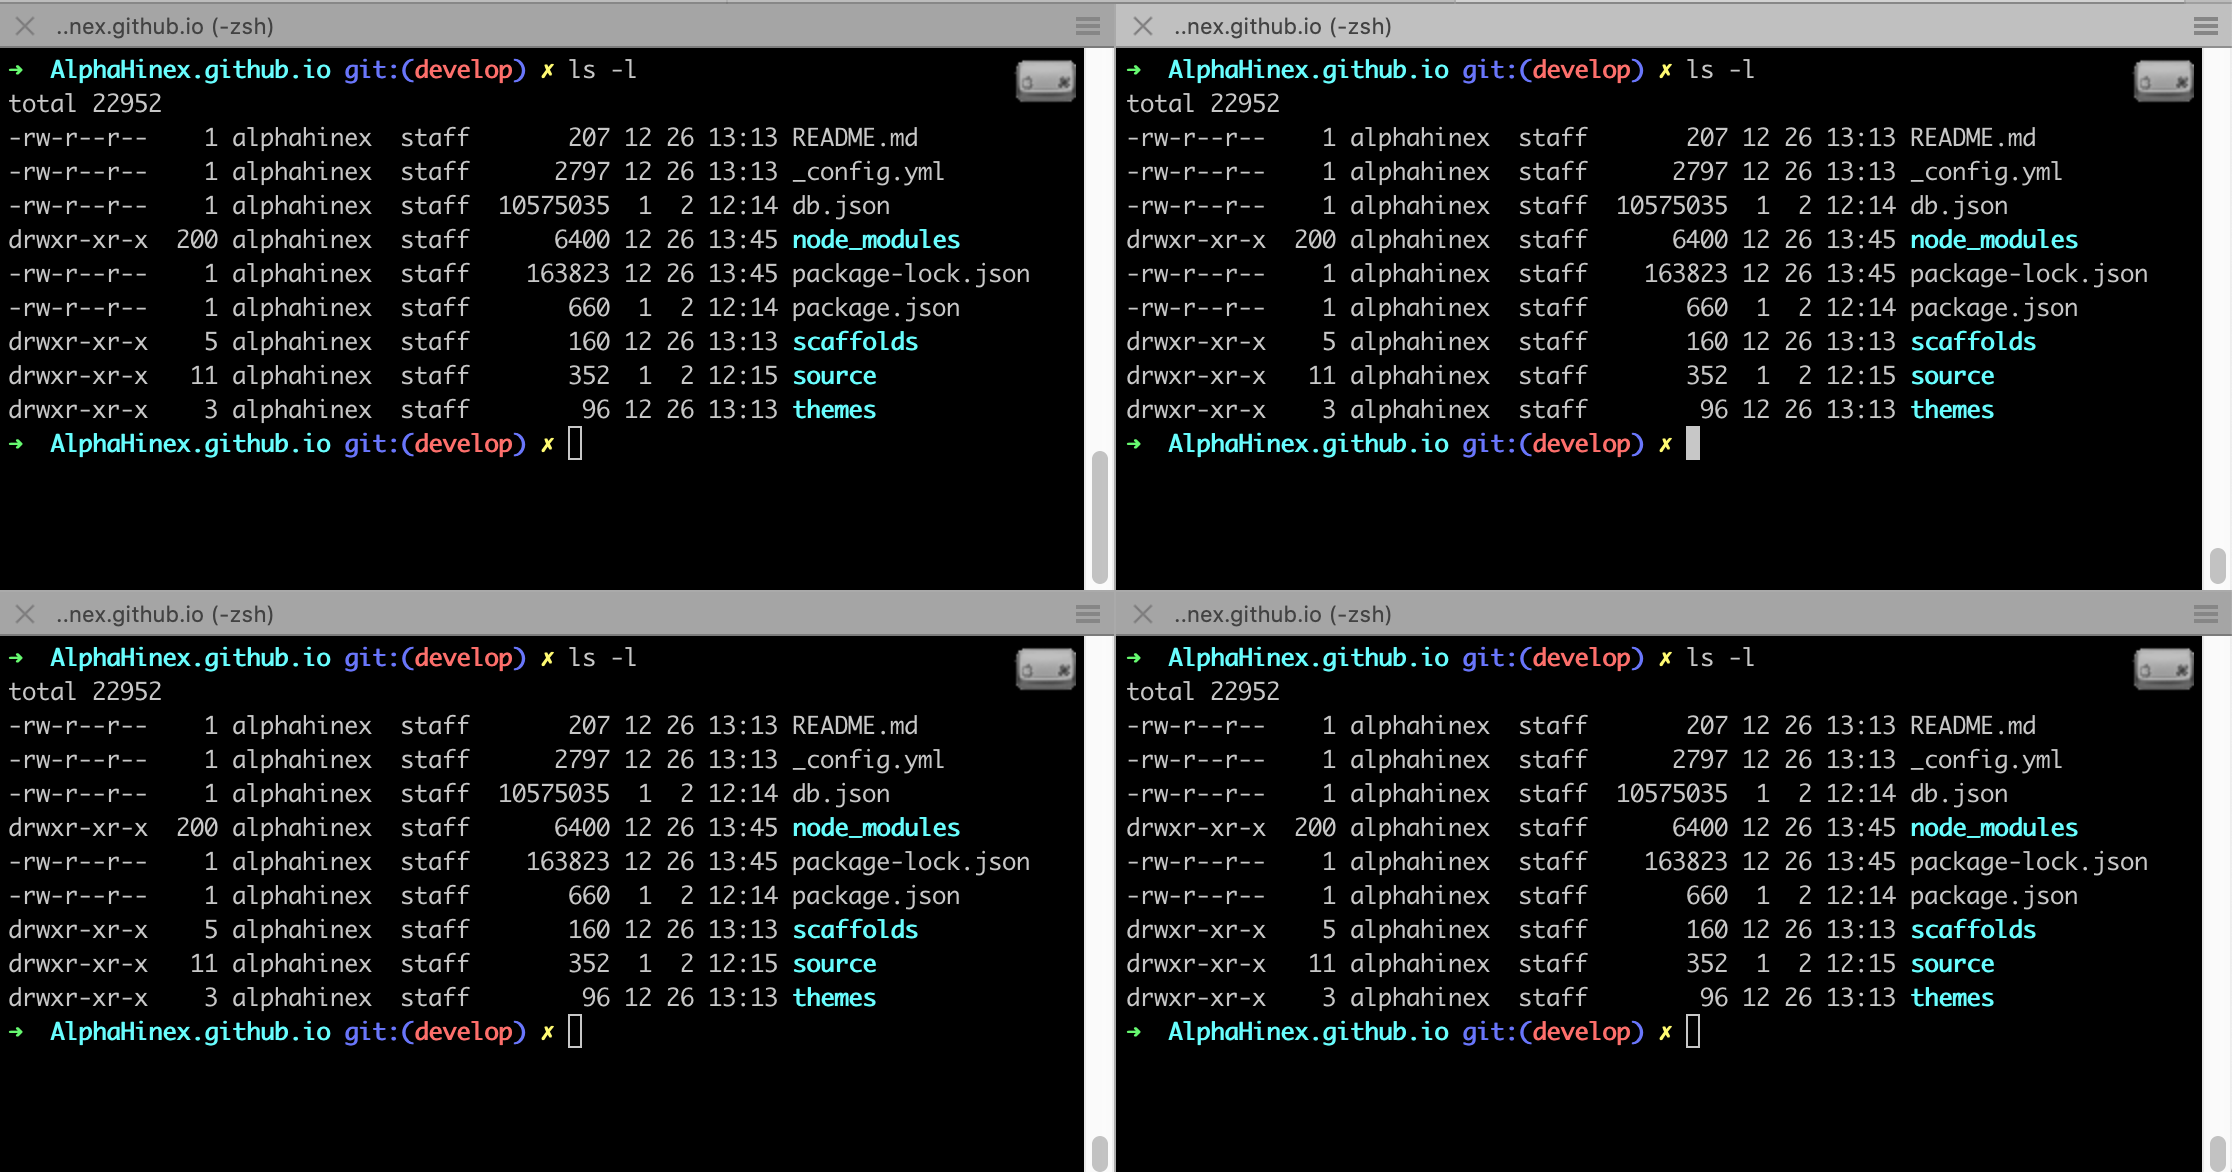 ..nex.github.io (-zsh)
➜  AlphaHinex.github.io git:(develop) ✗ ls -l
total 22952
-rw-r--r--    1 alphahinex  staff       207 12 26 13:13 README.md
-rw-r--r--    1 alphahinex  staff      2797 12 26 13:13 _config.yml
-rw-r--r--    1 alphahinex  staff  10575035  1  2 12:14 db.json
drwxr-xr-x  200 alphahinex  staff      6400 12 26 13:45 node_modules
-rw-r--r--    1 alphahinex  staff    163823 12 26 13:45 package-lock.json
-rw-r--r--    1 alphahinex  staff       660  1  2 12:14 package.json
drwxr-xr-x    5 alphahinex  staff       160 12 26 13:13 scaffolds
drwxr-xr-x   11 alphahinex  staff       352  1  2 12:15 source
drwxr-xr-x    3 alphahinex  staff        96 12 26 13:13 themes
➜  AlphaHinex.github.io git:(develop) ✗
..nex.github.io (-zsh)
➜  AlphaHinex.github.io git:(develop) ✗ ls -l
total 22952
-rw-r--r--    1 alphahinex  staff       207 12 26 13:13 README.md
-rw-r--r--    1 alphahinex  staff      2797 12 26 13:13 _config.yml
-rw-r--r--    1 alphahinex  staff  10575035  1  2 12:14 db.json
drwxr-xr-x  200 alphahinex  staff      6400 12 26 13:45 node_modules
-rw-r--r--    1 alphahinex  staff    163823 12 26 13:45 package-lock.json
-rw-r--r--    1 alphahinex  staff       660  1  2 12:14 package.json
drwxr-xr-x    5 alphahinex  staff       160 12 26 13:13 scaffolds
drwxr-xr-x   11 alphahinex  staff       352  1  2 12:15 source
drwxr-xr-x    3 alphahinex  staff        96 12 26 13:13 themes
➜  AlphaHinex.github.io git:(develop) ✗
..nex.github.io (-zsh)
➜  AlphaHinex.github.io git:(develop) ✗ ls -l
total 22952
-rw-r--r--    1 alphahinex  staff       207 12 26 13:13 README.md
-rw-r--r--    1 alphahinex  staff      2797 12 26 13:13 _config.yml
-rw-r--r--    1 alphahinex  staff  10575035  1  2 12:14 db.json
drwxr-xr-x  200 alphahinex  staff      6400 12 26 13:45 node_modules
-rw-r--r--    1 alphahinex  staff    163823 12 26 13:45 package-lock.json
-rw-r--r--    1 alphahinex  staff       660  1  2 12:14 package.json
drwxr-xr-x    5 alphahinex  staff       160 12 26 13:13 scaffolds
drwxr-xr-x   11 alphahinex  staff       352  1  2 12:15 source
drwxr-xr-x    3 alphahinex  staff        96 12 26 13:13 themes
➜  AlphaHinex.github.io git:(develop) ✗
..nex.github.io (-zsh)
➜  AlphaHinex.github.io git:(develop) ✗ ls -l
total 22952
-rw-r--r--    1 alphahinex  staff       207 12 26 13:13 README.md
-rw-r--r--    1 alphahinex  staff      2797 12 26 13:13 _config.yml
-rw-r--r--    1 alphahinex  staff  10575035  1  2 12:14 db.json
drwxr-xr-x  200 alphahinex  staff      6400 12 26 13:45 node_modules
-rw-r--r--    1 alphahinex  staff    163823 12 26 13:45 package-lock.json
-rw-r--r--    1 alphahinex  staff       660  1  2 12:14 package.json
drwxr-xr-x    5 alphahinex  staff       160 12 26 13:13 scaffolds
drwxr-xr-x   11 alphahinex  staff       352  1  2 12:15 source
drwxr-xr-x    3 alphahinex  staff        96 12 26 13:13 themes
➜  AlphaHinex.github.io git:(develop) ✗